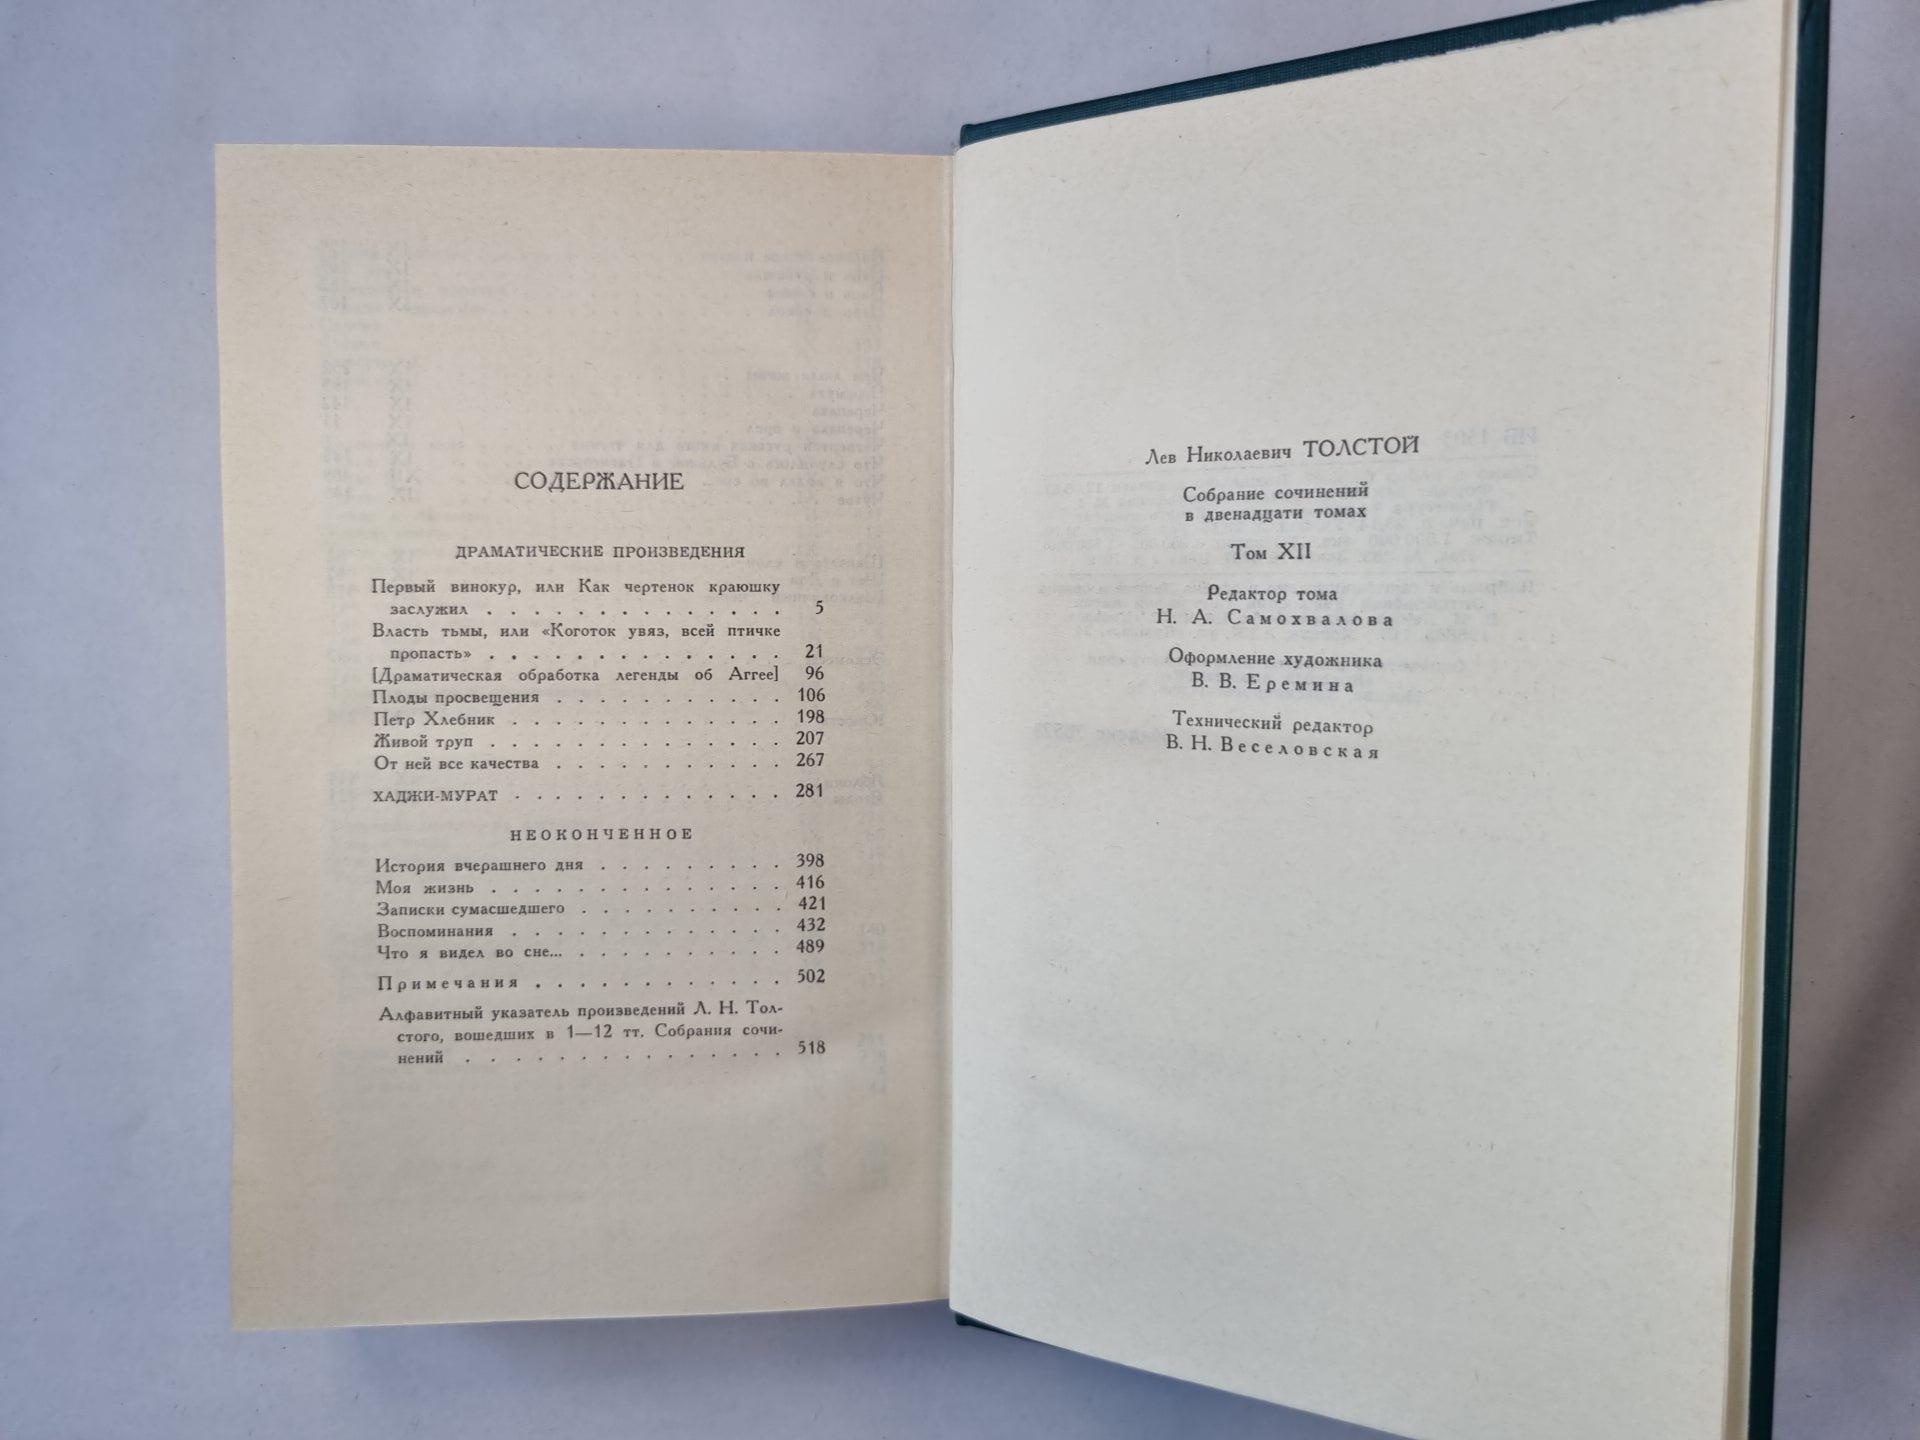 СОДЕРЖАНИЕ
ДРАМАТИЧЕСКИЕ ПРОИЗВЕДЕНИЯ
Первый винокур, или Как чертенок краюшку
заслужил . . . . . . . . . . . . . . 5
Власть тьмы, или «Коготок увяз, всей птичке
пропасть» . . . . . . . . . . . . . . 21
[Драматическая обработка легенды об Аггее] 96
Плоды просвещения . . . . . . . . . . . 106
Петр Хлебник . . . . . . . . . . . . . 198
Живой труп . . . . . . . . . . . . . . 207
От ней все качества . . . . . . . . . . . 267
ХАДЖИ-МУРАТ . . . . . . . . . . . . . 281
НЕОКОНЧЕННОЕ
История вчерашнего дня . . . . . . . . . 398
Моя жизнь . . . . . . . . . . . . . . 416
Записки сумасшедшего . . . . . . . . . . 421
Воспоминания . . . . . . . . . . . . . 432
Что я видел во сне... . . . . . . . . . . 489
Примечания . . . . . . . . . . . . 502
Алфавитный указатель произведений Л. Н. Тол-
стого, вошедших в 1—12 тт. Собрания сочи-
нений . . . . . . . . . . . . . . . 518
Лев Николаевич ТОЛСТОЙ
Собрание сочинений
в двенадцати томах
Том XII
Редактор тома
Н. А. Самохвалова
Оформление художника
В. В. Еремина
Технический редактор
В. Н. Веселовская